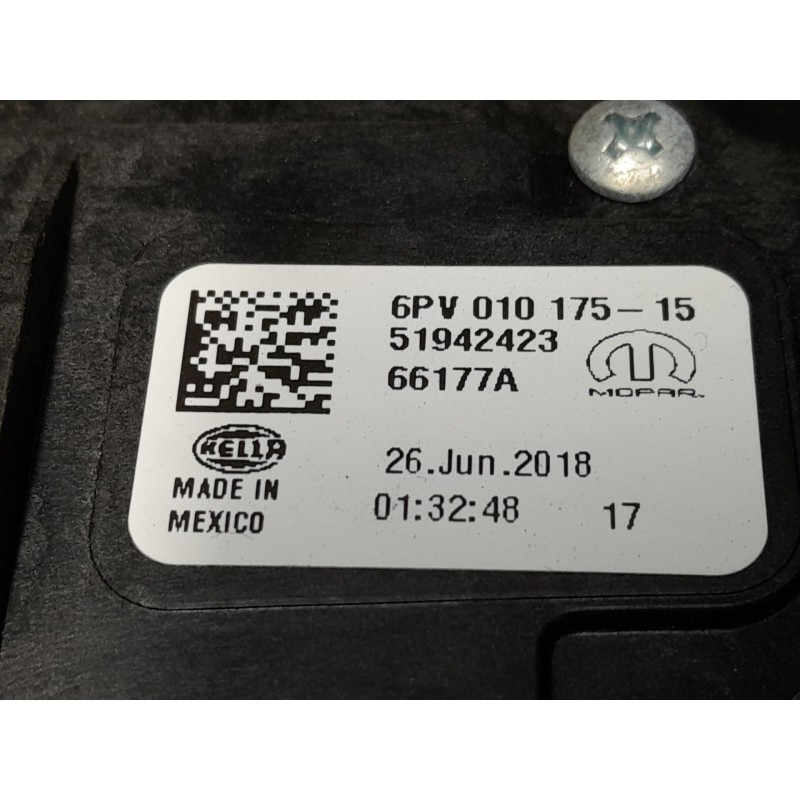 6PV 010 175-15
51942423
66177A
MOPAR
HELLA
MADE IN
MEXICO
26.Jun.2018
01:32:48 17